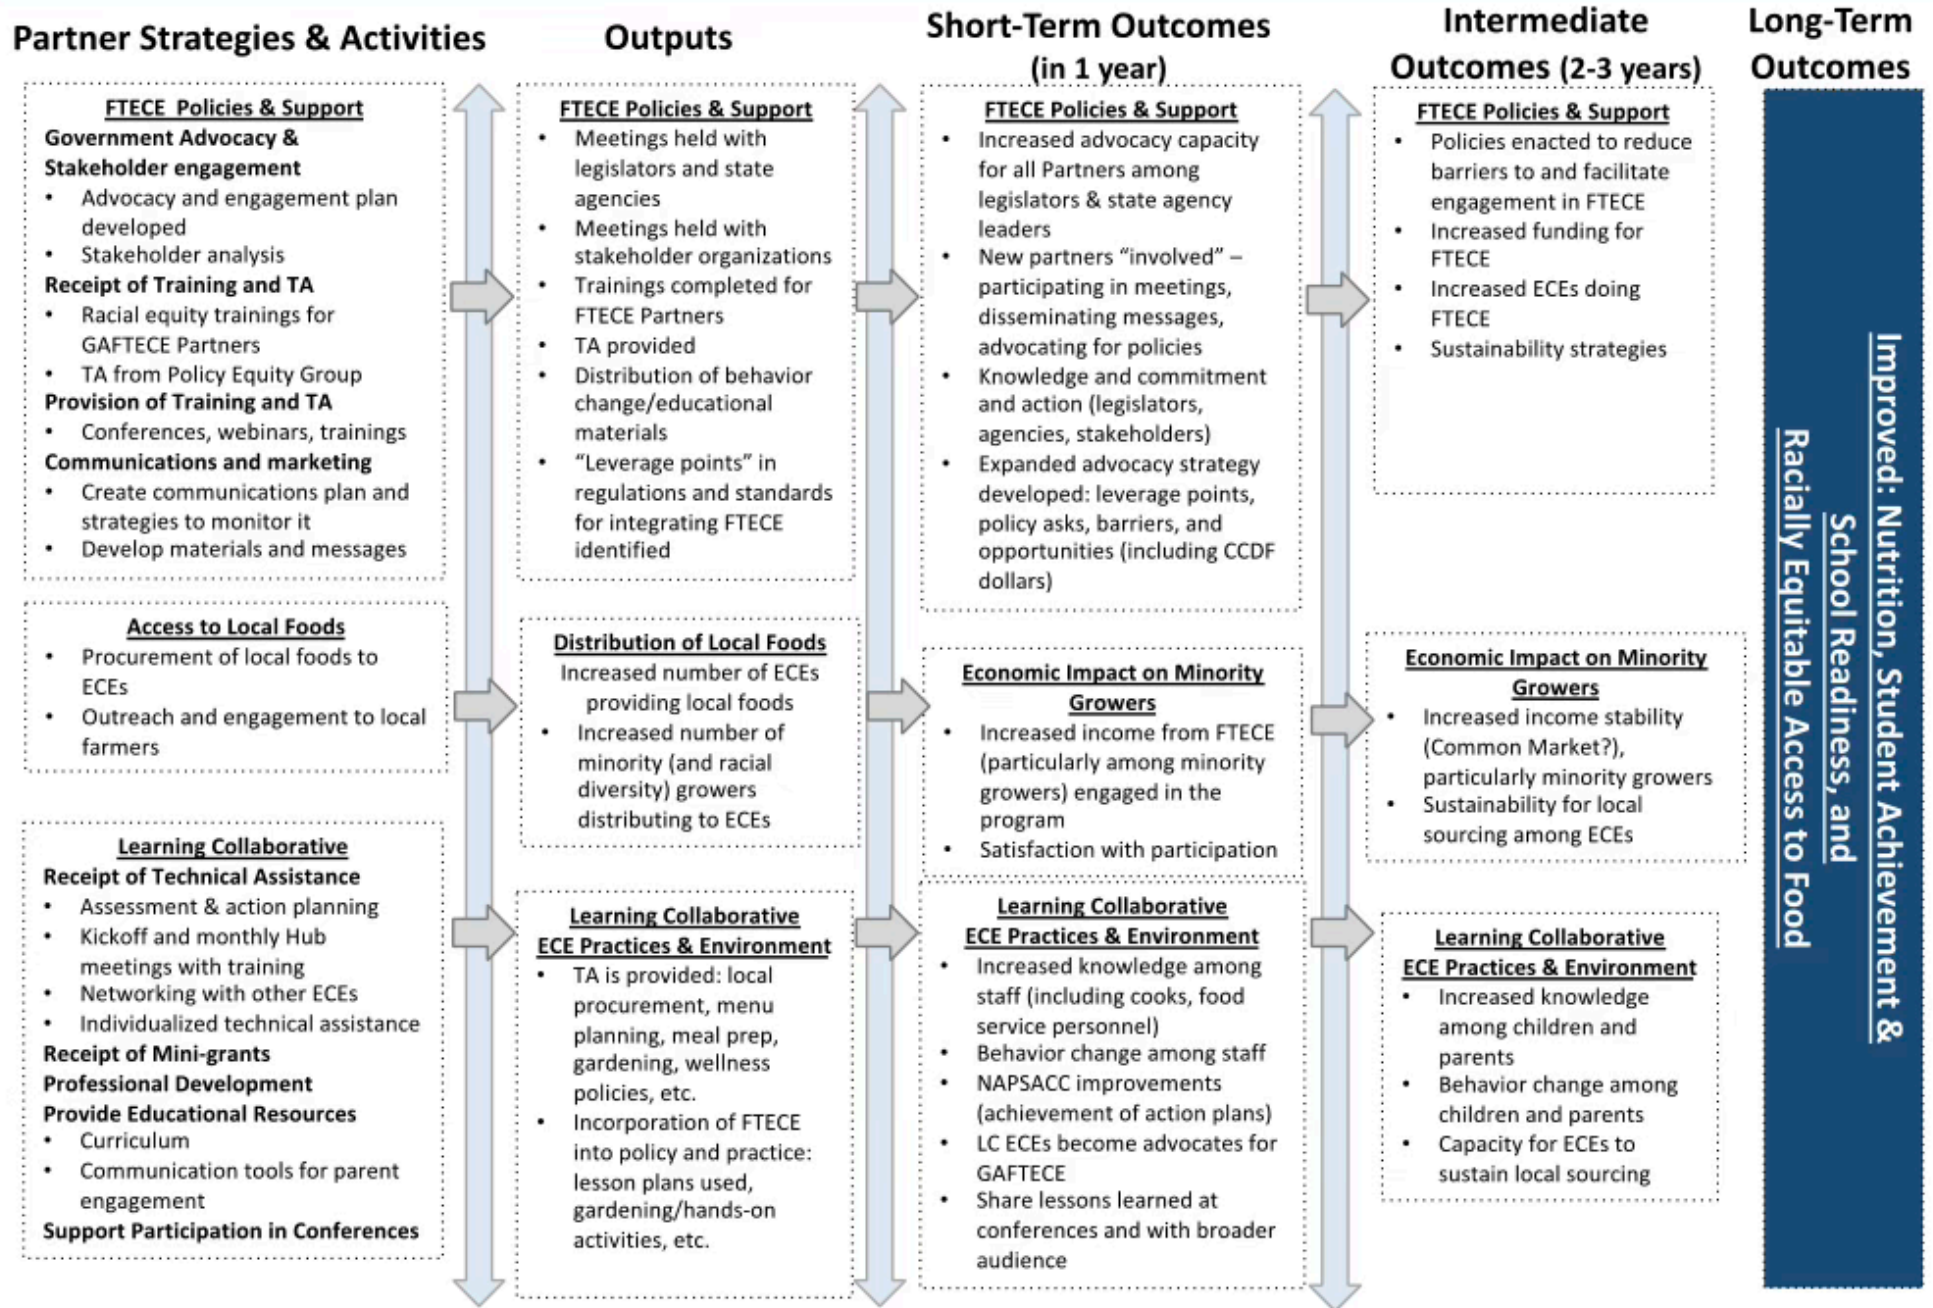 Partner Strategies & Activities
FTECE Policies & Support
Government Advocacy &
Stakeholder engagement
• Advocacy and engagement plan
developed
• Stakeholder analysis
Receipt of Training and TA
• Racial equity trainings for
GAFTECE Partners
• TA from Policy Equity Group
Provision of Training and TA
• Conferences, webinars, trainings
Communications and marketing
• Create communications plan and
strategies to monitor it
• Develop materials and messages
Access to Local Foods
• Procurement of local foods to
ECEs
• Outreach and engagement to local
farmers
Learning Collaborative
Receipt of Technical Assistance
• Assessment & action planning
• Kickoff and monthly Hub
meetings with training
• Networking with other ECEs
• Individualized technical assistance
Receipt of Mini-grants
Professional Development
Provide Educational Resources
• Curriculum
• Communication tools for parent
engagement
Support Participation in Conferences
Outputs
FTECE Policies & Support
• Meetings held with
legislators and state
agencies
• Meetings held with
stakeholder organizations
• Trainings completed for
FTECE Partners
• TA provided
• Distribution of behavior
change/educational
materials
• “Leverage points” in
regulations and standards
for integrating FTECE
identified
Distribution of Local Foods
Increased number of ECEs
providing local foods
• Increased number of
minority (and racial
diversity) growers
distributing to ECEs
Learning Collaborative
ECE Practices & Environment
• TA is provided: local
procurement, menu
planning, meal prep,
gardening, wellness
policies, etc.
• Incorporation of FTECE
into policy and practice:
lesson plans used,
gardening/hands-on
activities, etc.
Short-Term Outcomes
(in 1 year)
FTECE Policies & Support
• Increased advocacy capacity
for all Partners among
legislators & state agency
leaders
• New partners “involved” –
participating in meetings,
disseminating messages,
advocating for policies
• Knowledge and commitment
and action (legislators,
agencies, stakeholders)
• Expanded advocacy strategy
developed: leverage points,
policy asks, barriers, and
opportunities (including CCDF
dollars)
Economic Impact on Minority
Growers
• Increased income from FTECE
(particularly among minority
growers) engaged in the
program
• Satisfaction with participation
Learning Collaborative
ECE Practices & Environment
• Increased knowledge among
staff (including cooks, food
service personnel)
• Behavior change among staff
• NAPSACC improvements
(achievement of action plans)
• LC ECEs become advocates for
GAFTECE
• Share lessons learned at
conferences and with broader
audience
Intermediate
Outcomes (2-3 years)
FTECE Policies & Support
• Policies enacted to reduce
barriers to and facilitate
engagement in FTECE
• Increased funding for
FTECE
• Increased ECEs doing
FTECE
• Sustainability strategies
Economic Impact on Minority
Growers
• Increased income stability
(Common Market?),
particularly minority growers
• Sustainability for local
sourcing among ECEs
Learning Collaborative
ECE Practices & Environment
• Increased knowledge
among children and
parents
• Behavior change among
children and parents
• Capacity for ECEs to
sustain local sourcing
Long-Term
Outcomes
Improved: Nutrition, Student Achievement &
School Readiness, and
Racially Equitable Access to Food